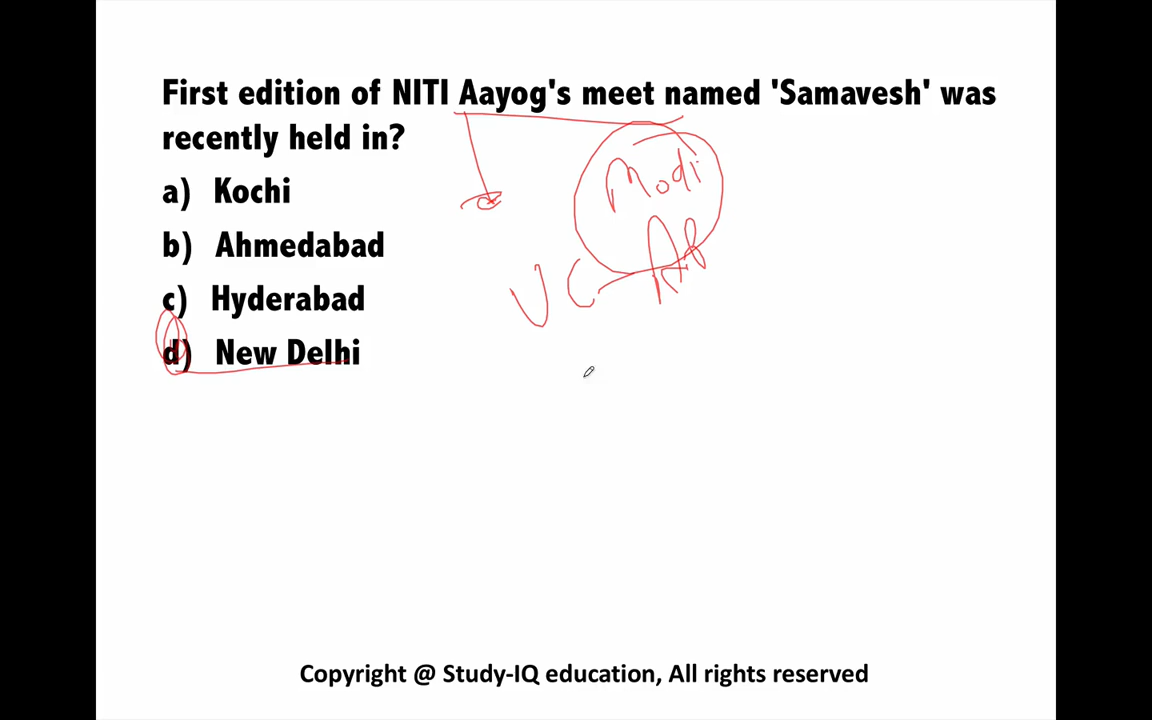 First edition of NITI Aayog's meet named 'Samavesh' was
recently held in?
a) Kochi
b) Ahmedabad
c) Hyderabad
d) New Delhi
Modi
VC
Copyright @ Study-IQ education, All rights reserved